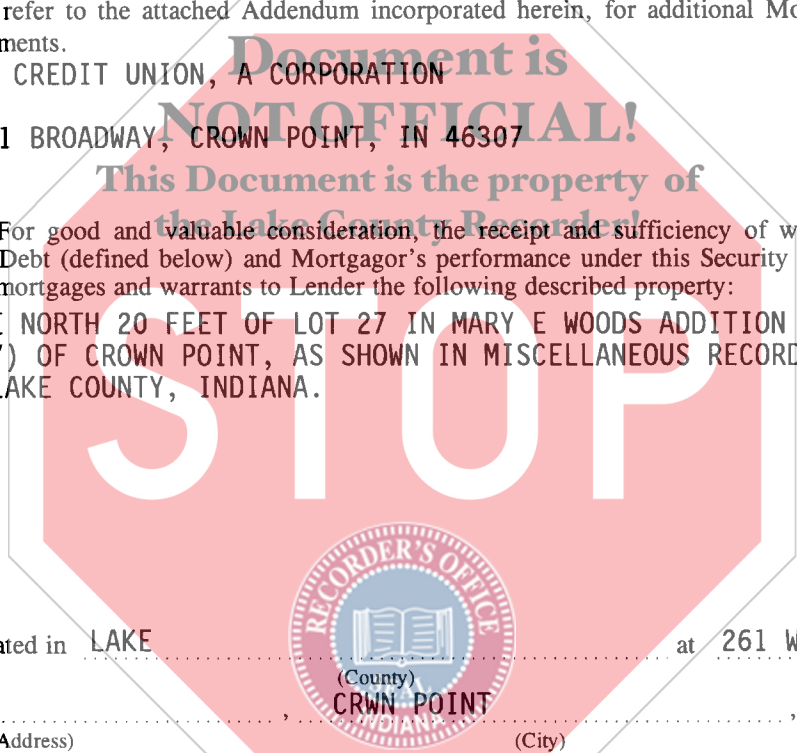 refer to the attached Addendum incorporated herein, for additional Mo
ments.
CREDIT UNION, A CORPORATION
Document is
1 BROADWAY, CROWN POINT, IN 46307
NOT OFFICIAL!
This Document is the property of
the Lake County Recorder!
For good and valuable consideration, the receipt and sufficiency of w
Debt (defined below) and Mortgagor's performance under this Security
mortgages and warrants to Lender the following described property:
NORTH 20 FEET OF LOT 27 IN MARY E WOODS ADDITION
) OF CROWN POINT, AS SHOWN IN MISCELLANEOUS RECORD
LAKE COUNTY, INDIANA.
STOP
RECORDER'S OFFICE
ated in LAKE at 261 W
(County)
, CRWN POINT ,
INDIANA
Address) (City)